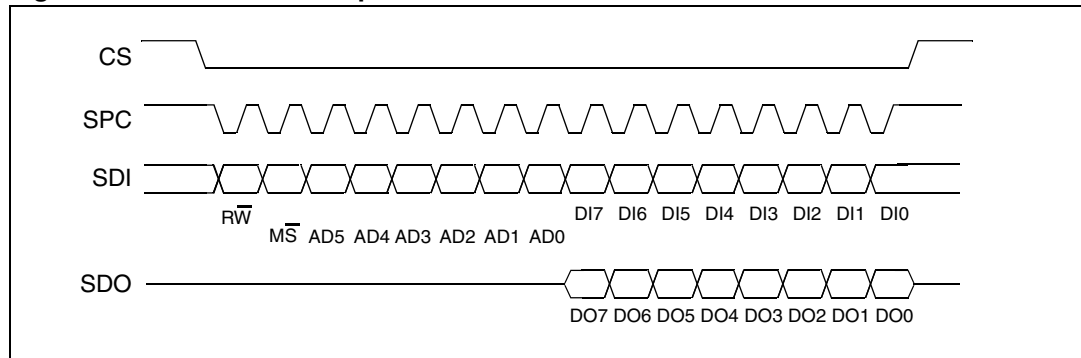 CS
SPC
SDI
RW̅
DI7 DI6 DI5 DI4 DI3 DI2 DI1 DI0
MS̅ AD5 AD4 AD3 AD2 AD1 AD0
SDO
DO7 DO6 DO5 DO4 DO3 DO2 DO1 DO0